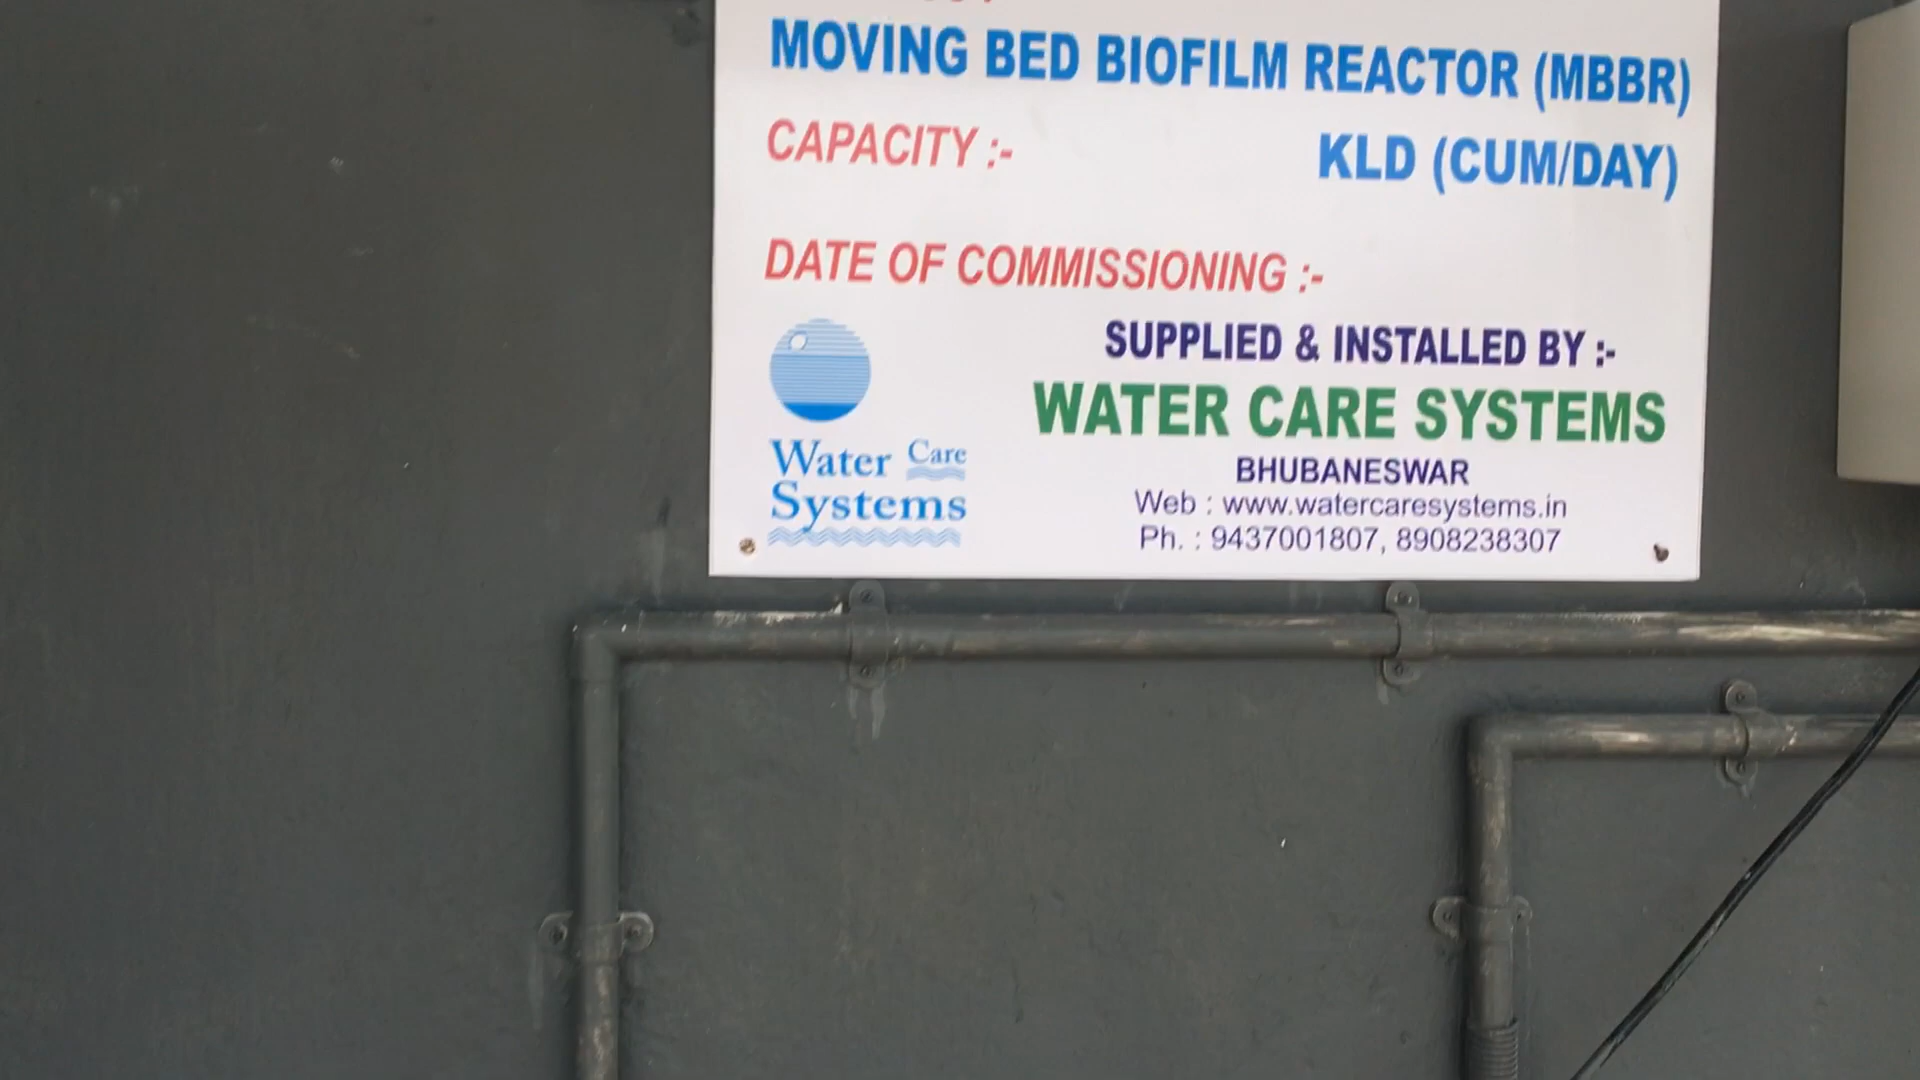 MOVING BED BIOFILM REACTOR (MBBR)
CAPACITY :- KLD (CUM/DAY)
DATE OF COMMISSIONING :-
SUPPLIED & INSTALLED BY :-
WATER CARE SYSTEMS
BHUBANESWAR
Web : www.watercaresystems.in
Ph. : 9437001807, 8908238307
Water Care
Systems